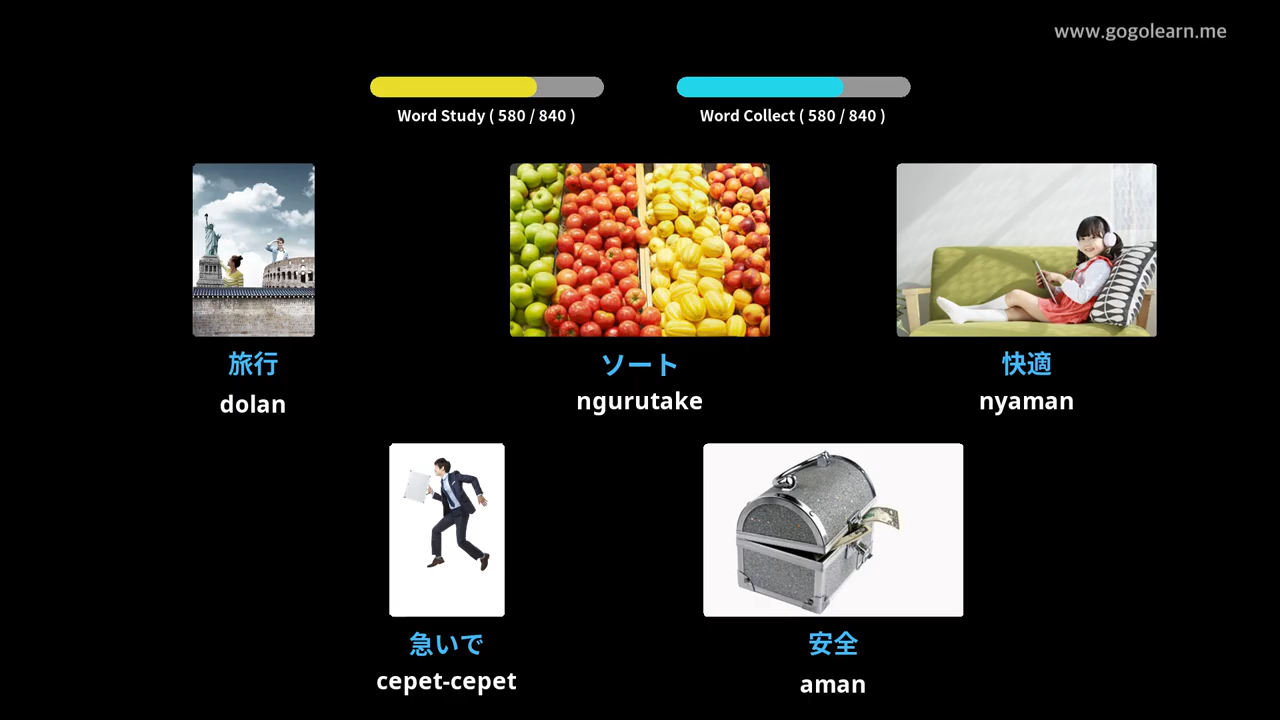 www.gogolearn.me
Word Study ( 580 / 840 )
Word Collect ( 580 / 840 )
旅行
ソート
快適
dolan
ngurutake
nyaman
急いで
安全
cepet-cepet
aman